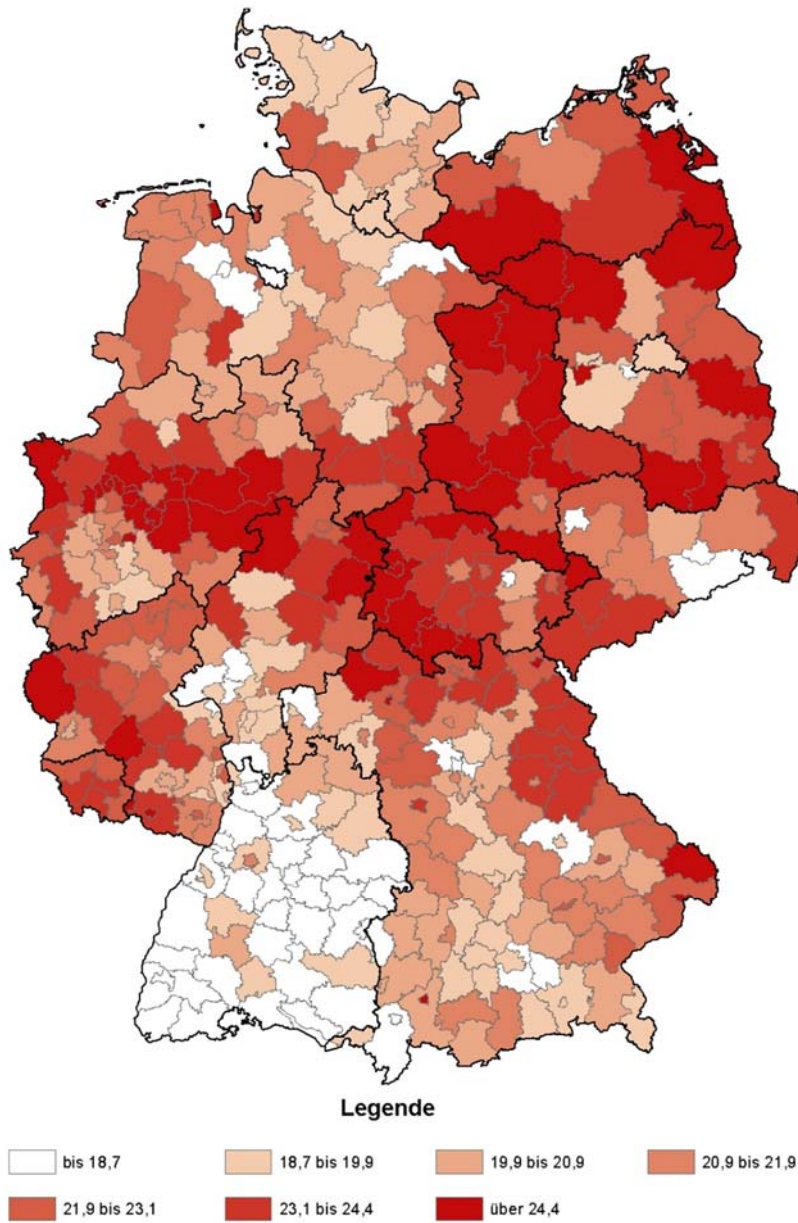 Legende
bis 18,7 18,7 bis 19,9 19,9 bis 20,9 20,9 bis 21,9
21,9 bis 23,1 23,1 bis 24,4 über 24,4